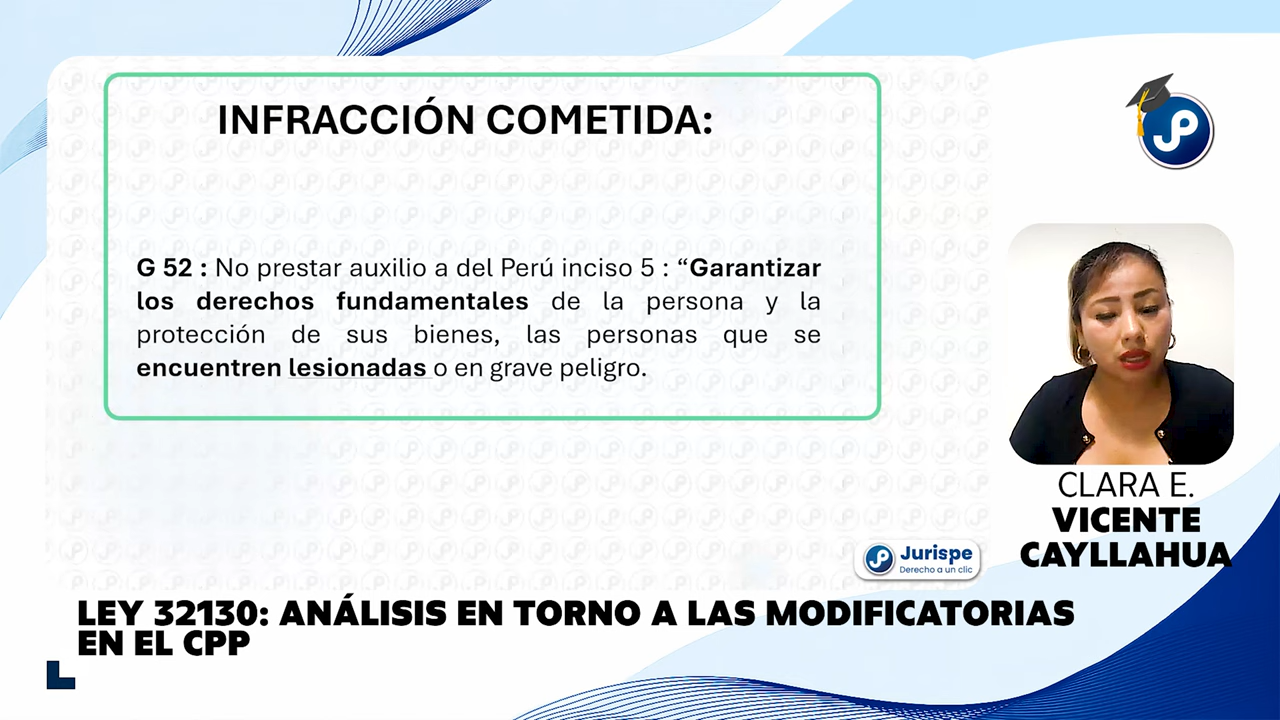 INFRACCIÓN COMETIDA:
G 52 : No prestar auxilio a del Perú inciso 5 : “Garantizar
los derechos fundamentales de la persona y la
protección de sus bienes, las personas que se
encuentren lesionadas o en grave peligro.
JP
CLARA E.
VICENTE
CAYLLAHUA
Jurispe
Derecho a un clic
LEY 32130: ANÁLISIS EN TORNO A LAS MODIFICATORIAS
EN EL CPP